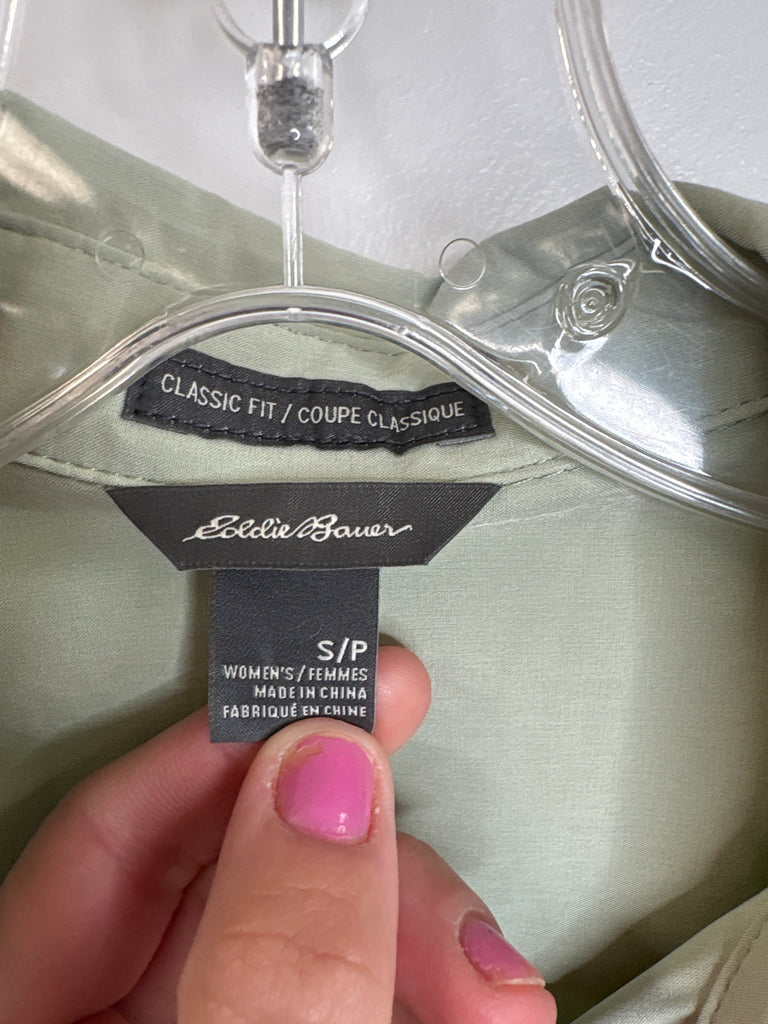 CLASSIC FIT / COUPE CLASSIQUE
Eddie Bauer
S/P
WOMEN'S/FEMMES
MADE IN CHINA
FABRIQUÉ EN CHINE